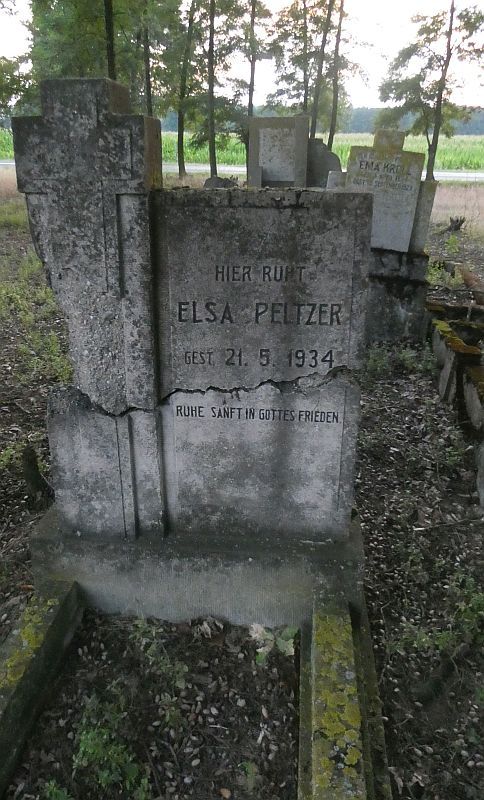 HIER RUHT
ELSA PELTZER
GEST. 21. 5. 1934
RUHE SANFT IN GOTTES FRIEDEN.